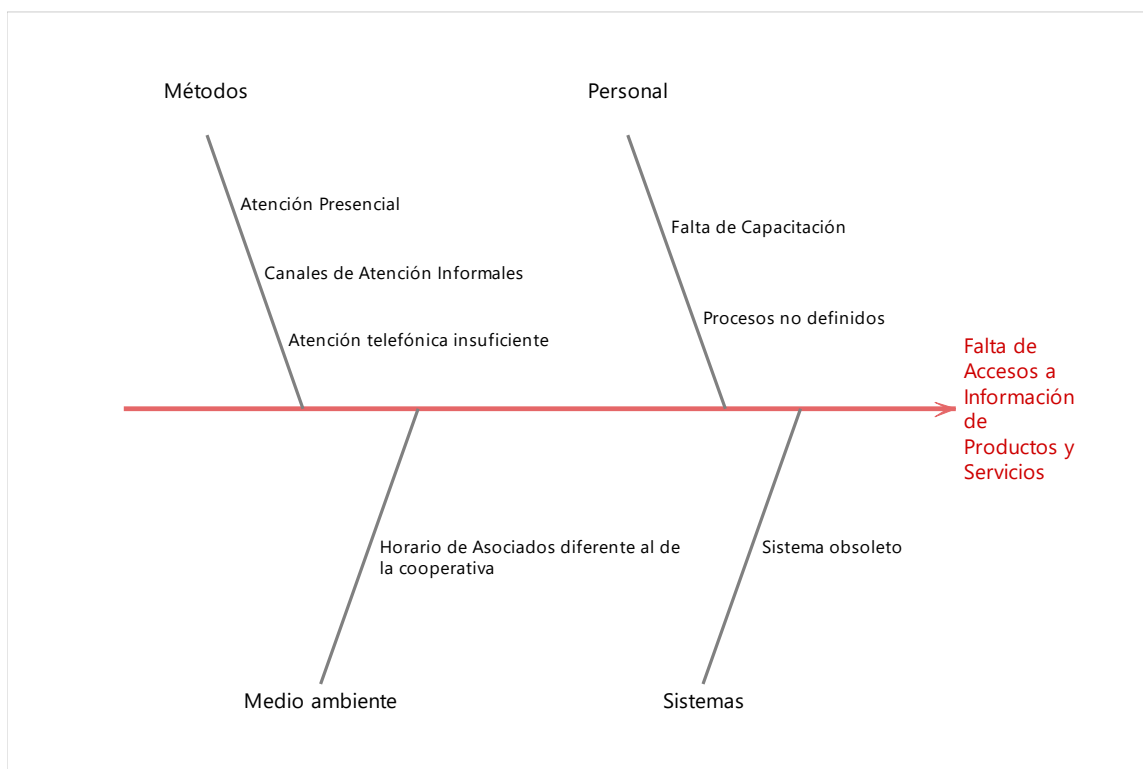 Métodos
Personal
Atención Presencial
Canales de Atención Informales
Atención telefónica insuficiente
Falta de Capacitación
Procesos no definidos
Falta de
Accesos a
Información
de
Productos y
Servicios
Horario de Asociados diferente al de
la cooperativa
Sistema obsoleto
Medio ambiente
Sistemas